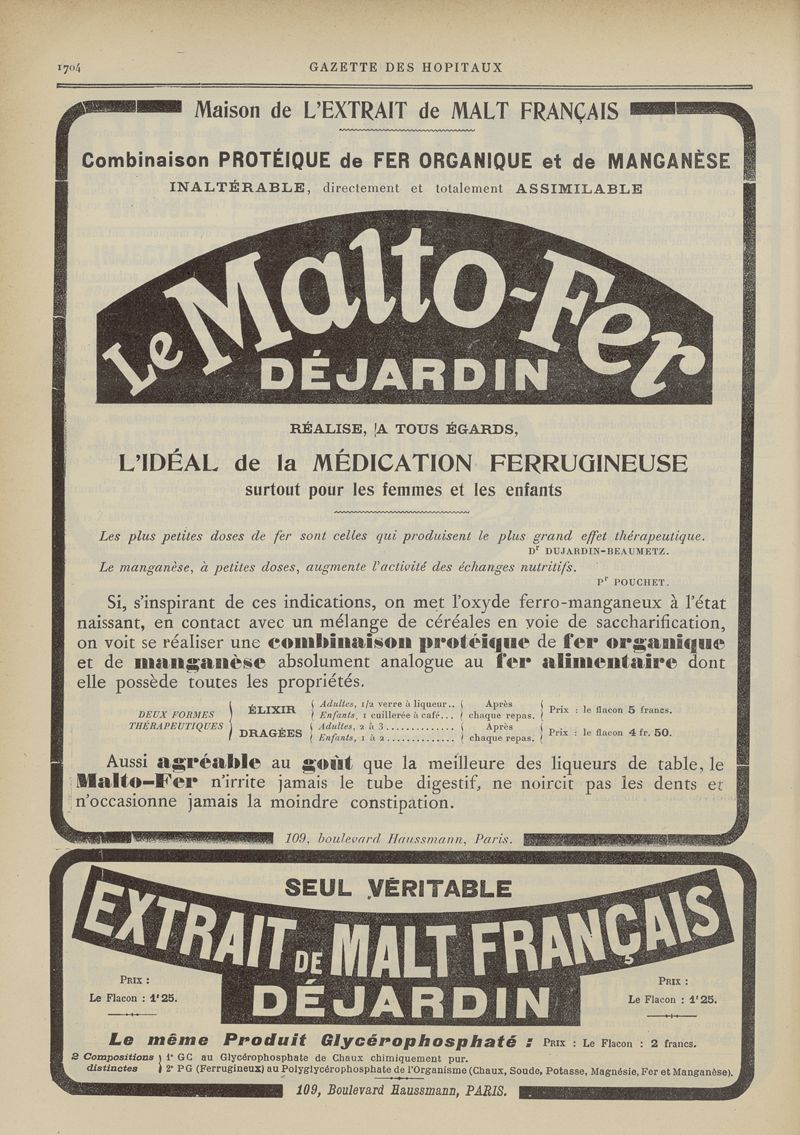 1704
GAZETTE DES HOPITAUX
Maison de L'EXTRAIT de MALT FRANÇAIS
Combinaison PROTÉIQUE de FER ORGANIQUE et de MANGANÈSE
INALTÉRABLE, directement et totalement ASSIMILABLE
Le Malto-Fer
DÉJARDIN
RÉALISE, A TOUS ÉGARDS,
L'IDÉAL de la MÉDICATION FERRUGINEUSE
surtout pour les femmes et les enfants
Les plus petites doses de fer sont celles qui produisent le plus grand effet thérapeutique.
Dr DUJARDIN-BEAUMETZ.
Le manganèse, à petites doses, augmente l'activité des échanges nutritifs.
Pr POUCHET.
Si, s'inspirant de ces indications, on met l'oxyde ferro-manganeux à l'état
naissant, en contact avec un mélange de céréales en voie de saccharification,
on voit se réaliser une combinaison protéique de fer organique
et de manganèse absolument analogue au fer alimentaire dont
elle possède toutes les propriétés.
DEUX FORMES THÉRAPEUTIQUES
ÉLIXIR
Adultes, 1/2 verre à liqueur..
Enfants, 1 cuillerée à café...
Après chaque repas.
Prix : le flacon 5 francs.
DRAGÉES
Adultes, 2 à 3..............
Enfants, 1 à 2..............
Après chaque repas.
Prix : le flacon 4 fr. 50.
Aussi agréable au goût que la meilleure des liqueurs de table, le
Malto-Fer n'irrite jamais le tube digestif, ne noircit pas les dents et
n'occasionne jamais la moindre constipation.
109, boulevard Haussmann, Paris.
SEUL VÉRITABLE
EXTRAIT DE MALT FRANÇAIS
DÉJARDIN
PRIX :
Le Flacon : 1f25.
PRIX :
Le Flacon : 1f25.
Le même Produit Glycérophosphaté : PRIX : Le Flacon : 2 francs.
2 Compositions distinctes
1° GC au Glycérophosphate de Chaux chimiquement pur.
2° PG (Ferrugineux) au Polyglycérophosphate de l'Organisme (Chaux, Soude, Potasse, Magnésie, Fer et Manganèse).
109, Boulevard Haussmann, PARIS.